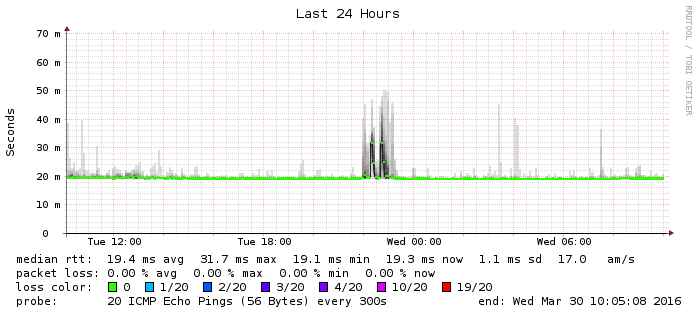 Last 24 Hours
RRDTOOL / TOBI OETIKER
Seconds
70 m
60 m
50 m
40 m
30 m
20 m
10 m
0
Tue 12:00 Tue 18:00 Wed 00:00 Wed 06:00
median rtt: 19.4 ms avg 31.7 ms max 19.1 ms min 19.3 ms now 1.1 ms sd 17.0 am/s
packet loss: 0.00 % avg 0.00 % max 0.00 % min 0.00 % now
loss color: 0 1/20 2/20 3/20 4/20 10/20 19/20
probe: 20 ICMP Echo Pings (56 Bytes) every 300s end: Wed Mar 30 10:05:08 2016